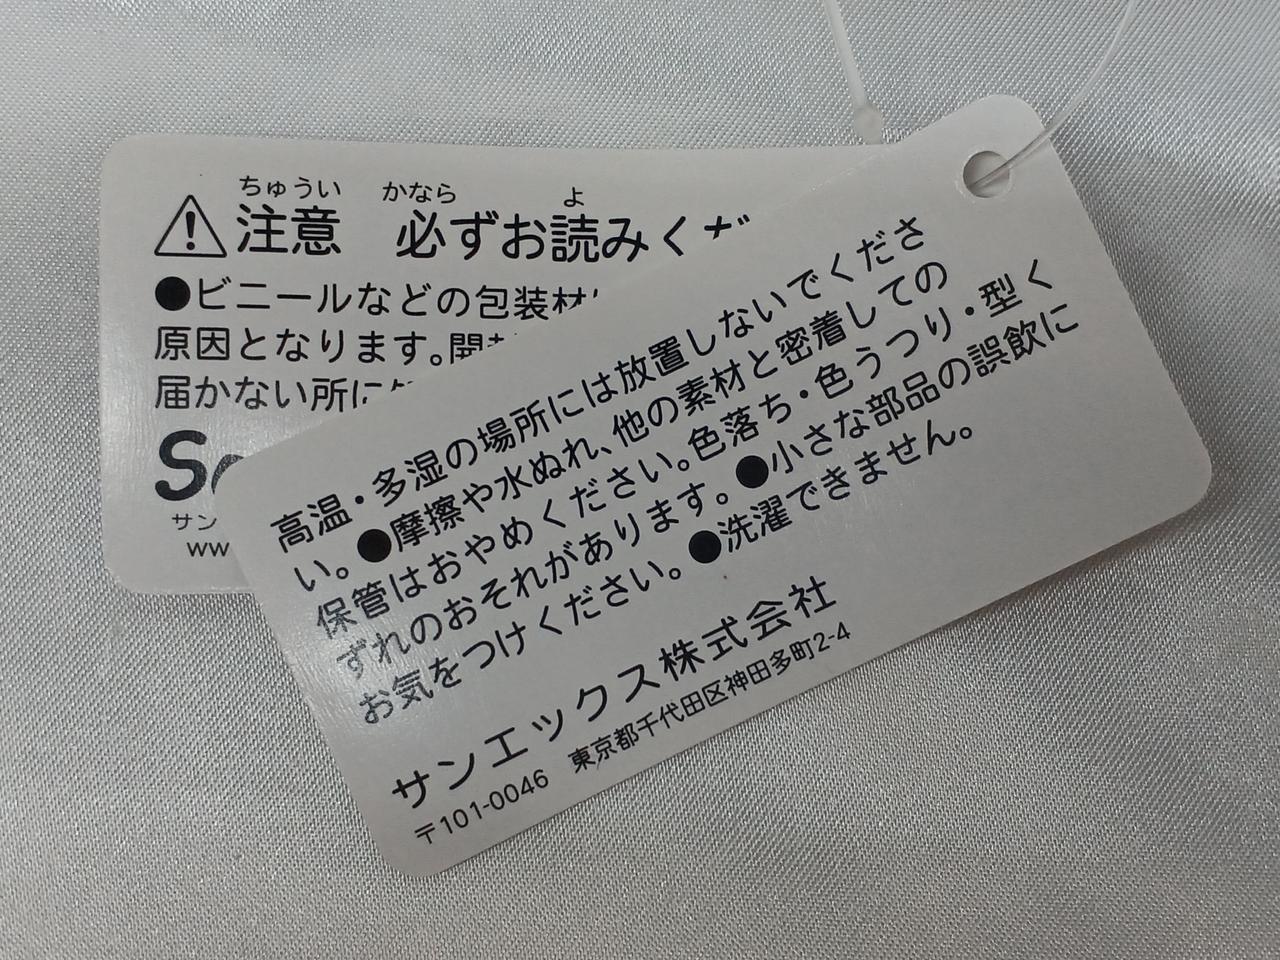 ちゅうい かなら よ
注意 必ずお読みくだ
●ビニールなどの包装材
原因となります。開
届かない所に
S
サン
ww
高温・多湿の場所には放置しないでくださ
い。●摩擦や水ぬれ、他の素材と密着しての
保管はおやめください。色落ち・色うつり・型く
ずれのおそれがあります。●小さな部品の誤飲に
お気をつけください。●洗濯できません。
サンエックス株式会社
〒101-0046 東京都千代田区神田多町2-4